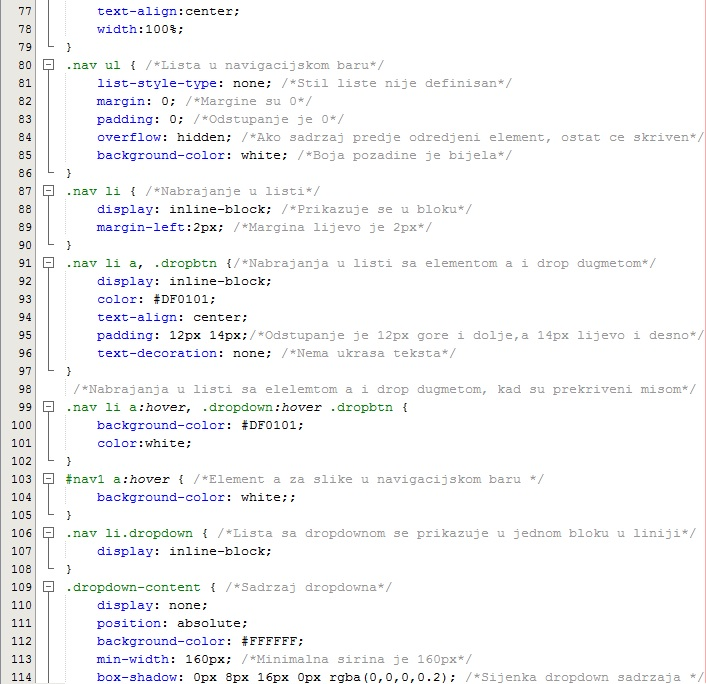 77 text-align:center;
78 width:100%;
79 }
80 .nav ul { /*Lista u navigacijskom baru*/
81 list-style-type: none; /*Stil liste nije definisan*/
82 margin: 0; /*Margine su 0*/
83 padding: 0; /*Odstupanje je 0*/
84 overflow: hidden; /*Ako sadrzaj predje odredjeni element, ostat ce skriven*/
85 background-color: white; /*Boja pozadine je bijela*/
86 }
87 .nav li { /*Nabrajanje u listi*/
88 display: inline-block; /*Prikazuje se u bloku*/
89 margin-left:2px; /*Margina lijevo je 2px*/
90 }
91 .nav li a, .dropbtn {/*Nabrajanja u listi sa elementom a i drop dugmetom*/
92 display: inline-block;
93 color: #DF0101;
94 text-align: center;
95 padding: 12px 14px;/*Odstupanje je 12px gore i dolje,a 14px lijevo i desno*/
96 text-decoration: none; /*Nema ukrasa teksta*/
97 }
98 /*Nabrajanja u listi sa elelemtom a i drop dugmetom, kad su prekriveni misom*/
99 .nav li a:hover, .dropdown:hover .dropbtn {
100 background-color: #DF0101;
101 color:white;
102 }
103 #nav1 a:hover { /*Element a za slike u navigacijskom baru */
104 background-color: white;;
105 }
106 .nav li.dropdown { /*Lista sa dropdownom se prikazuje u jednom bloku u liniji*/
107 display: inline-block;
108 }
109 .dropdown-content { /*Sadrzaj dropdowna*/
110 display: none;
111 position: absolute;
112 background-color: #FFFFFF;
113 min-width: 160px; /*Minimalna sirina je 160px*/
114 box-shadow: 0px 8px 16px 0px rgba(0,0,0,0.2); /*Sijenka dropdown sadrzaja */